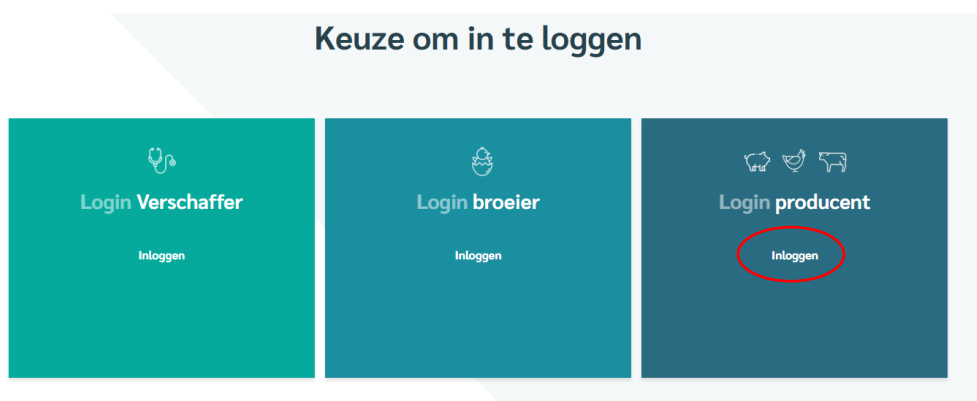 Keuze om in te loggen
Login Verschaffer
Inloggen
Login broeier
Inloggen
Login producent
Inloggen